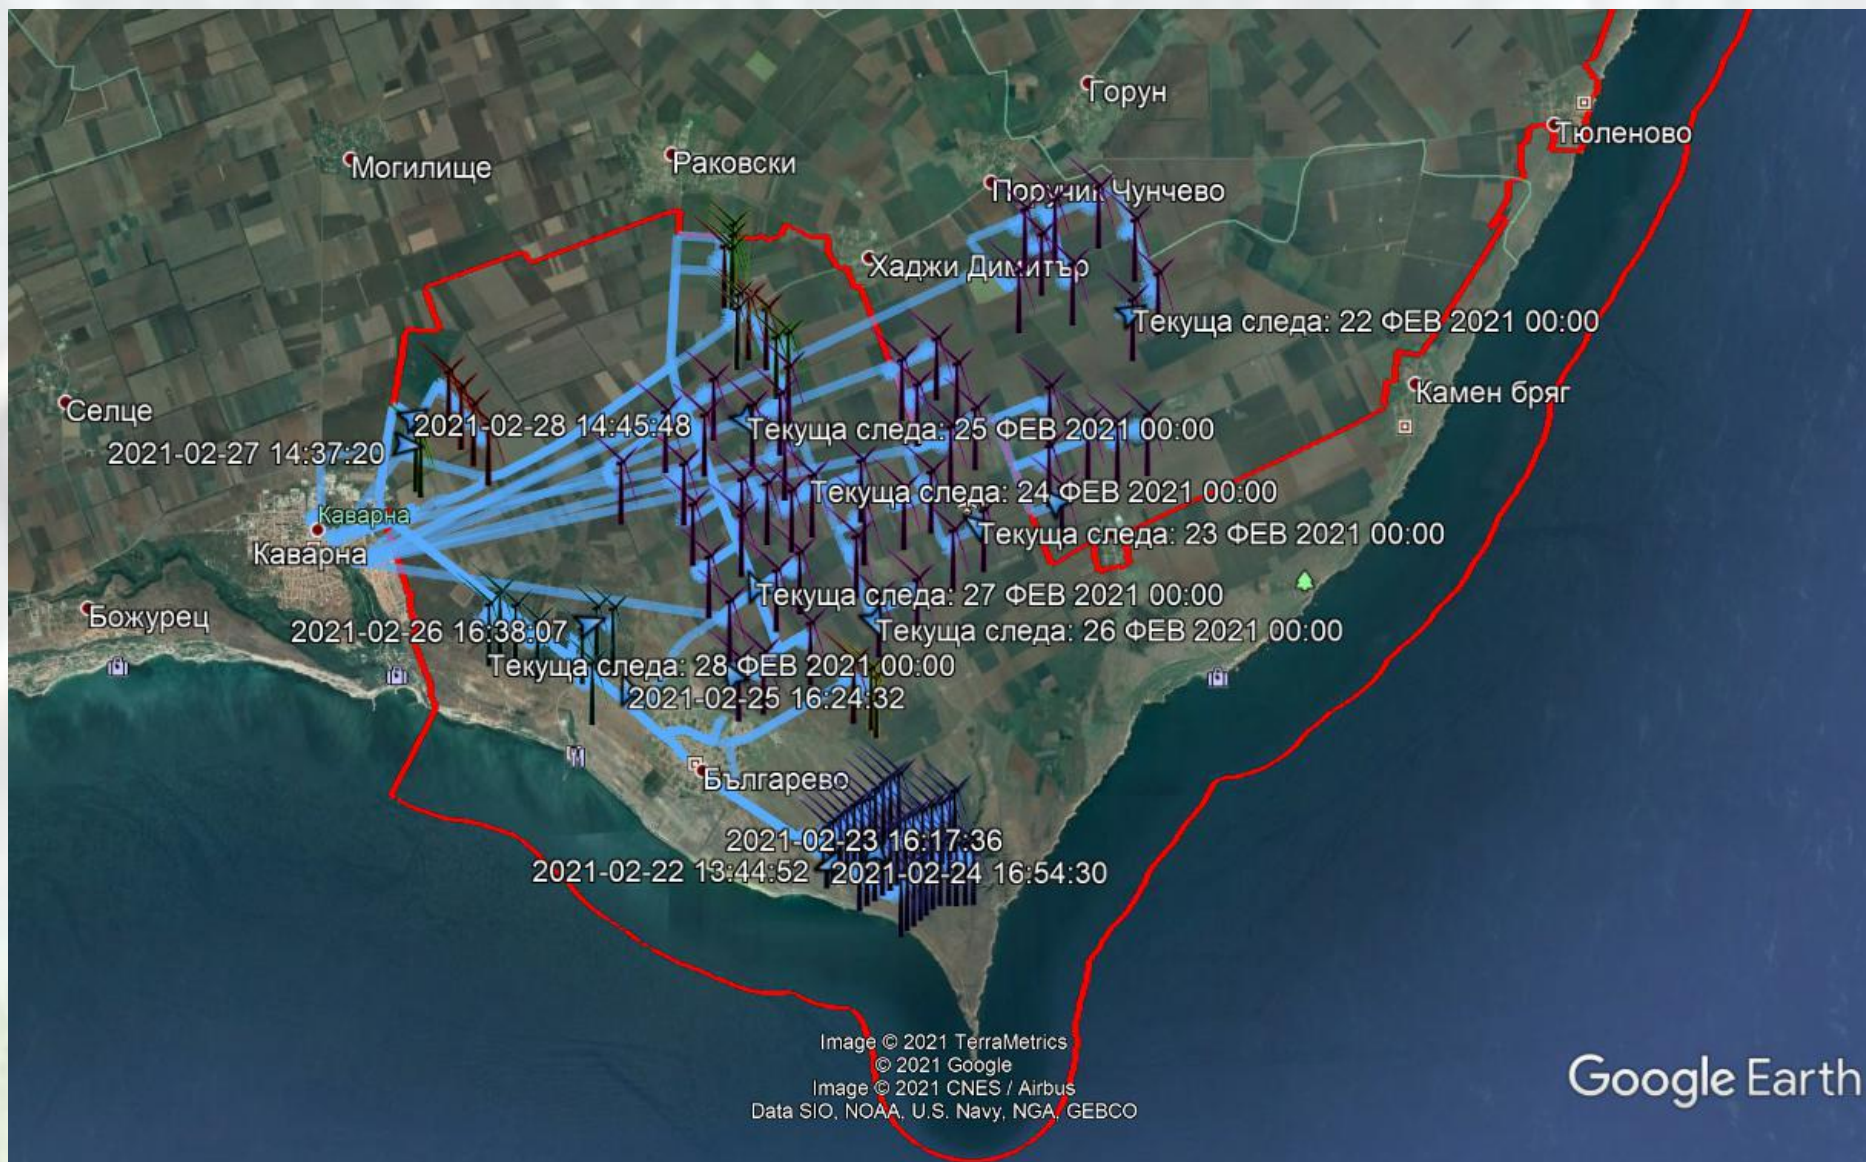 Горун
Тюленово
Могилище
Раковски
Поручик Чунчево
Хаджи Димитър
Текуща следа: 22 ФЕВ 2021 00:00
Камен бряг
Селце
2021-02-28 14:45:48
Текуща следа: 25 ФЕВ 2021 00:00
2021-02-27 14:37:20
Текуща следа: 24 ФЕВ 2021 00:00
Каварна
Текуща следа: 23 ФЕВ 2021 00:00
Каварна
Текуща следа: 27 ФЕВ 2021 00:00
Божурец
2021-02-26 16:38:07
Текуща следа: 26 ФЕВ 2021 00:00
Текуща следа: 28 ФЕВ 2021 00:00
2021-02-25 16:24:32
Българево
2021-02-23 16:17:36
2021-02-22 13:44:52
2021-02-24 16:54:30
Image © 2021 TerraMetrics
© 2021 Google
Image © 2021 CNES / Airbus
Data SIO, NOAA, U.S. Navy, NGA, GEBCO
Google Earth